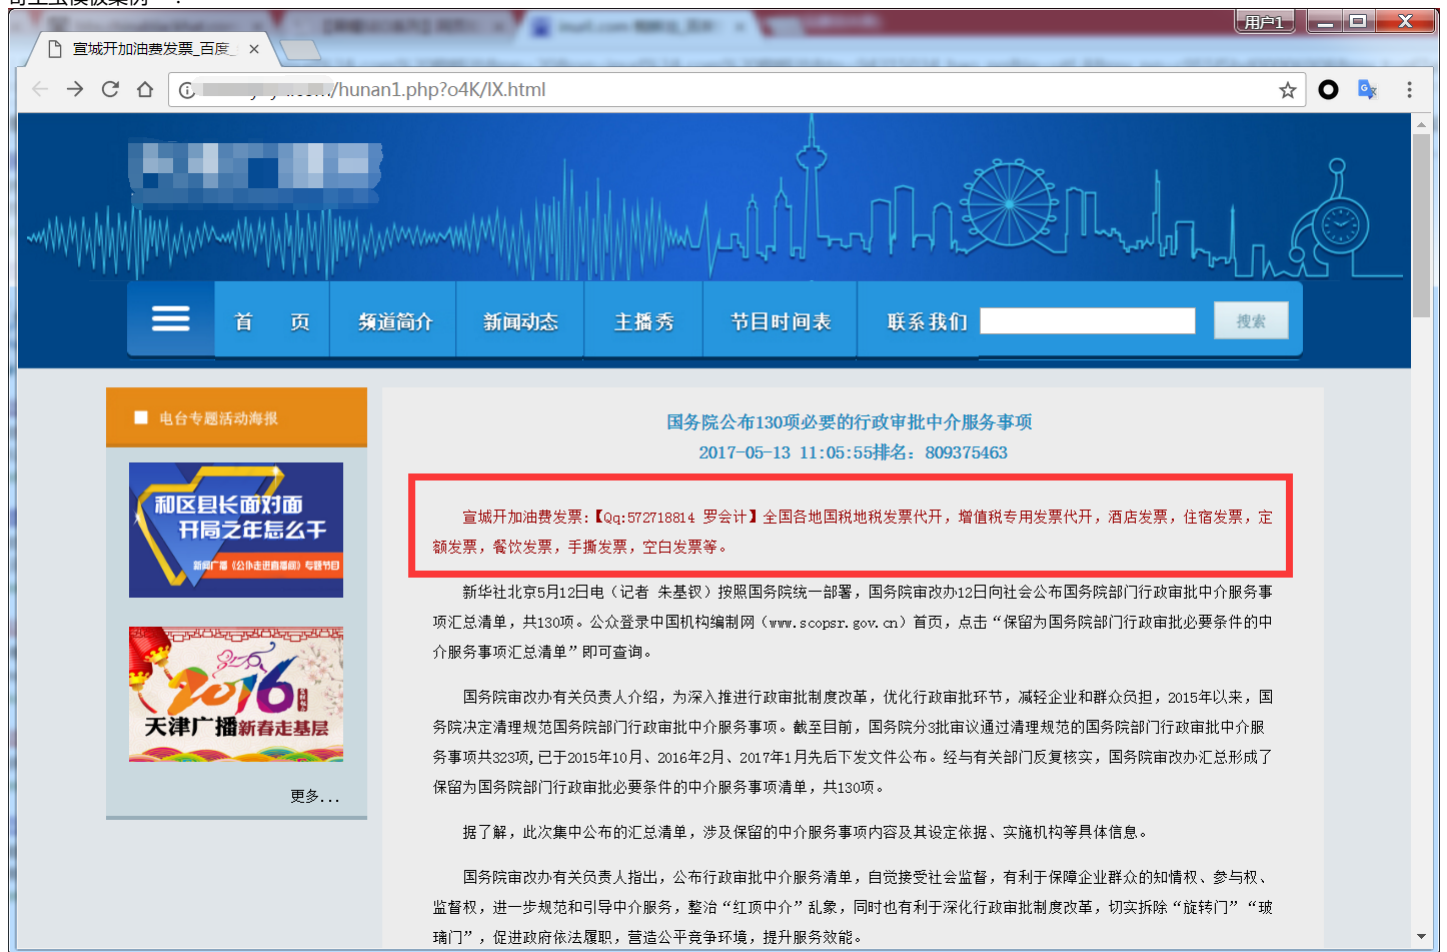 寄生虫模板案例
用户1
宣城开加油费发票_百度_
/hunan1.php?o4K/IX.html
首 页
频道简介
新闻动态
主播秀
节目时间表
联系我们
搜索
电台专题活动海报
和区县长面对面
开局之年怎么干
2016
天津广播新春走基层
更多...
国务院公布130项必要的行政审批中介服务事项
2017-05-13 11:05:55排名：809375463
宣城开加油费发票:【Qq:572718814 罗会计】全国各地国税地税发票代开，增值税专用发票代开，酒店发票，住宿发票，定
额发票，餐饮发票，手撕发票，空白发票等。
新华社北京5月12日电（记者 朱基钗）按照国务院统一部署，国务院审改办12日向社会公布国务院部门行政审批中介服务事
项汇总清单，共130项。公众登录中国机构编制网（www.scopsr.gov.cn）首页，点击“保留为国务院部门行政审批必要条件的中
介服务事项汇总清单”即可查询。
国务院审改办有关负责人介绍，为深入推进行政审批制度改革，优化行政审批环节，减轻企业和群众负担，2015年以来，国
务院决定清理规范国务院部门行政审批中介服务事项。截至目前，国务院分3批审议通过清理规范的国务院部门行政审批中介服
务事项共323项,已于2015年10月、2016年2月、2017年1月先后下发文件公布。经与有关部门反复核实，国务院审改办汇总形成了
保留为国务院部门行政审批必要条件的中介服务事项清单，共130项。
据了解，此次集中公布的汇总清单，涉及保留的中介服务事项内容及其设定依据、实施机构等具体信息。
国务院审改办有关负责人指出，公布行政审批中介服务清单，自觉接受社会监督，有利于保障企业群众的知情权、参与权、
监督权，进一步规范和引导中介服务，整治“红顶中介”乱象，同时也有利于深化行政审批制度改革，切实拆除“旋转门”“玻
璃门”，促进政府依法履职，营造公平竞争环境，提升服务效能。